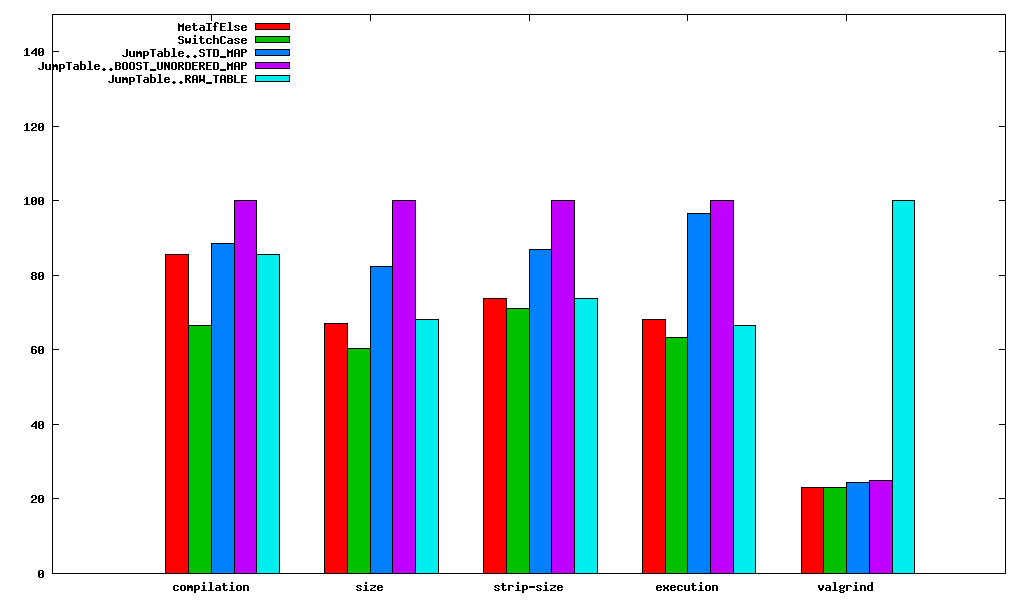 MetaIfElse
SwitchCase
JumpTable..STD_MAP
JumpTable..BOOST_UNORDERED_MAP
JumpTable..RAW_TABLE
140
120
100
80
60
40
20
0
compilation size strip-size execution valgrind